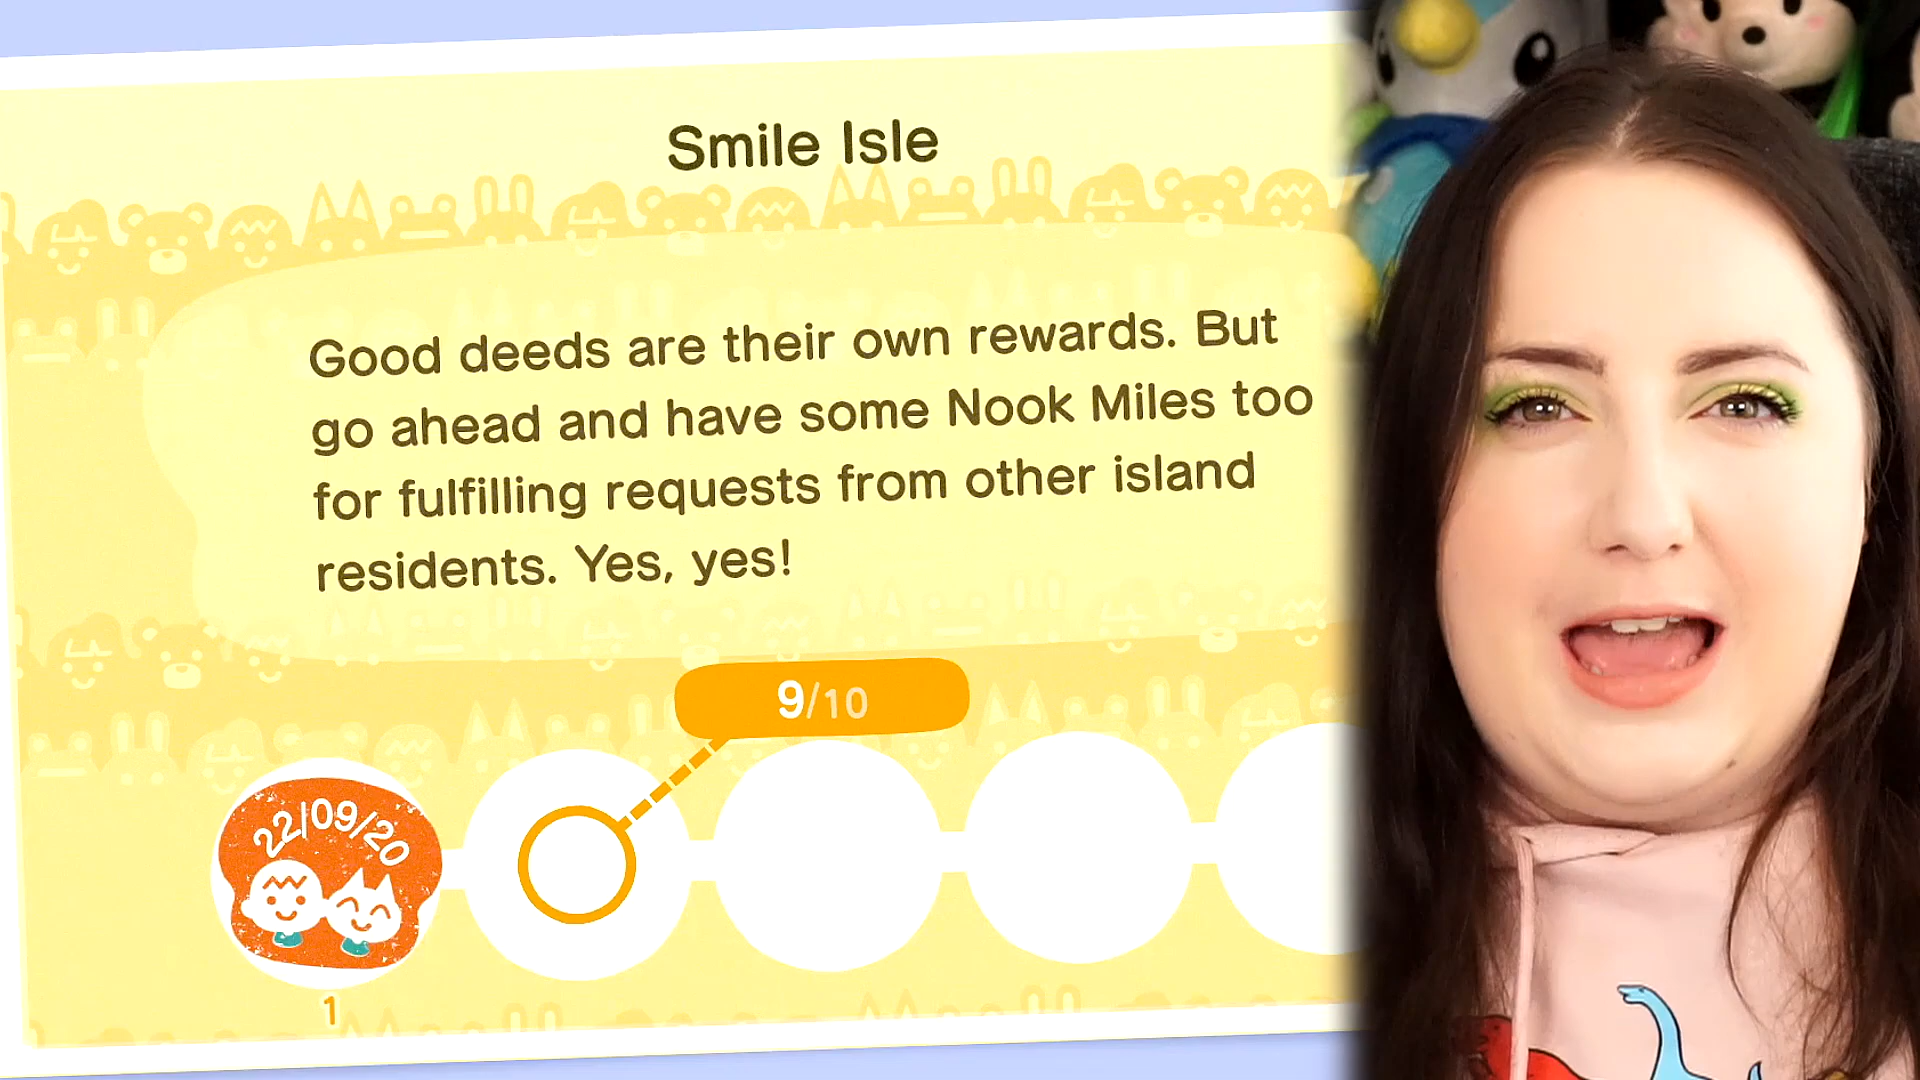 Smile Isle
Good deeds are their own rewards. But
go ahead and have some Nook Miles too
for fulfilling requests from other island
residents. Yes, yes!
9/10
22/09/20
1